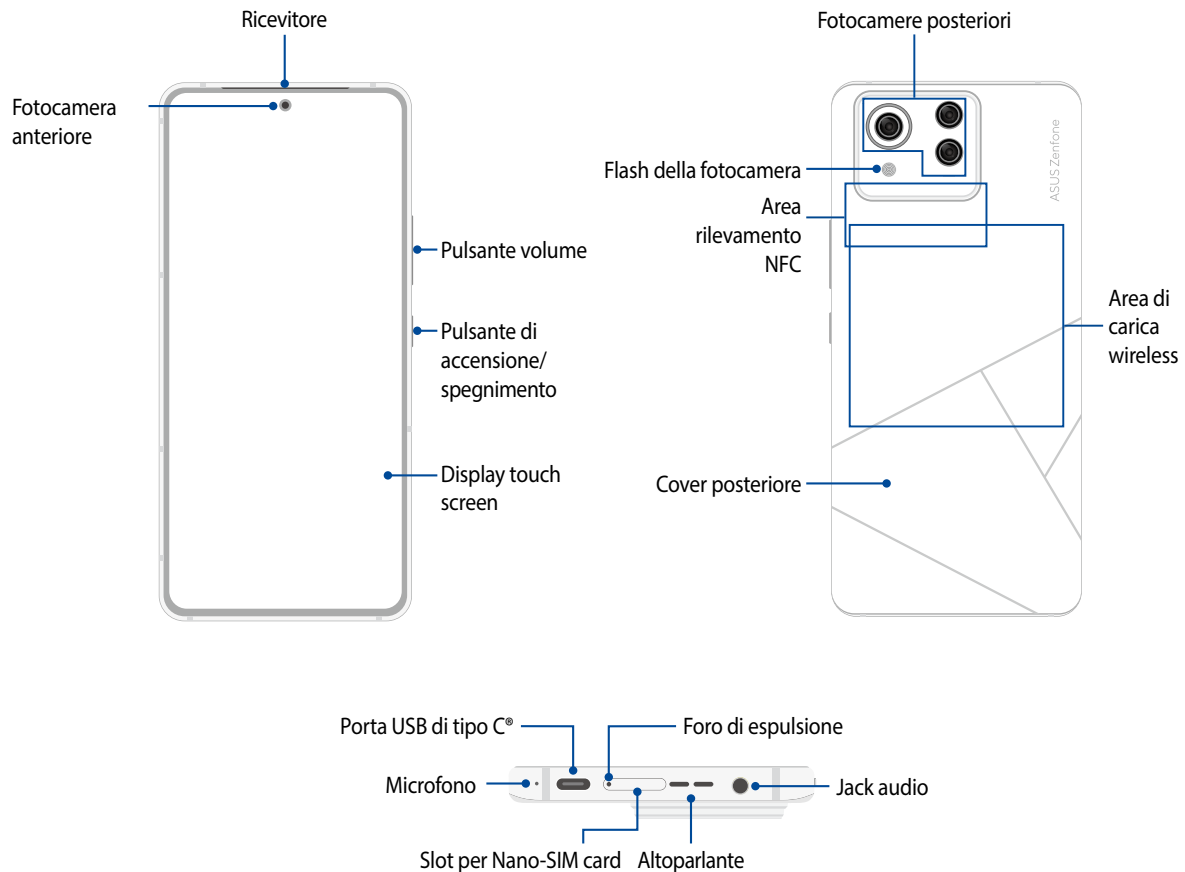 Ricevitore
Fotocamere posteriori
Fotocamera
anteriore
ASUS Zenfone
Flash della fotocamera
Area
rilevamento
NFC
Pulsante volume
Area di
carica
wireless
Pulsante di
accensione/
spegnimento
Display touch
screen
Cover posteriore
Porta USB di tipo C®
Foro di espulsione
Microfono
Jack audio
Slot per Nano-SIM card
Altoparlante